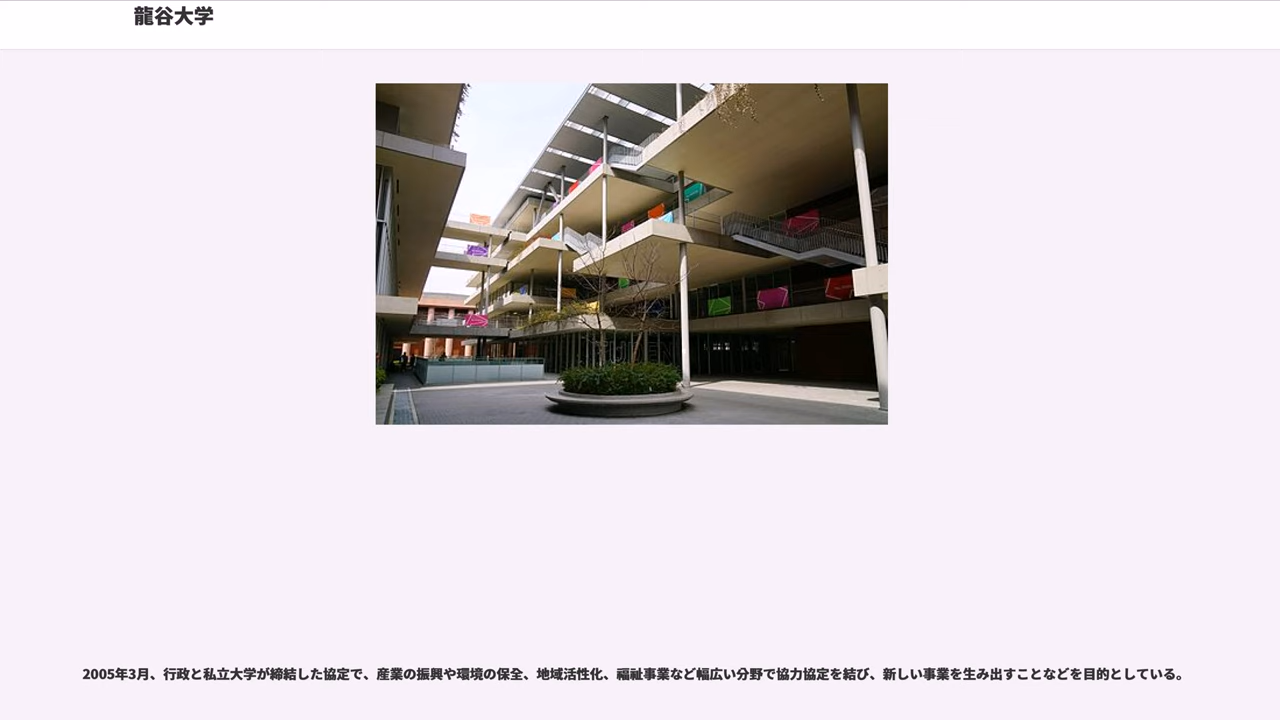 龍谷大学
2005年3月、行政と私立大学が締結した協定で、産業の振興や環境の保全、地域活性化、福祉事業など幅広い分野で協力協定を結び、新しい事業を生み出すことなどを目的としている。